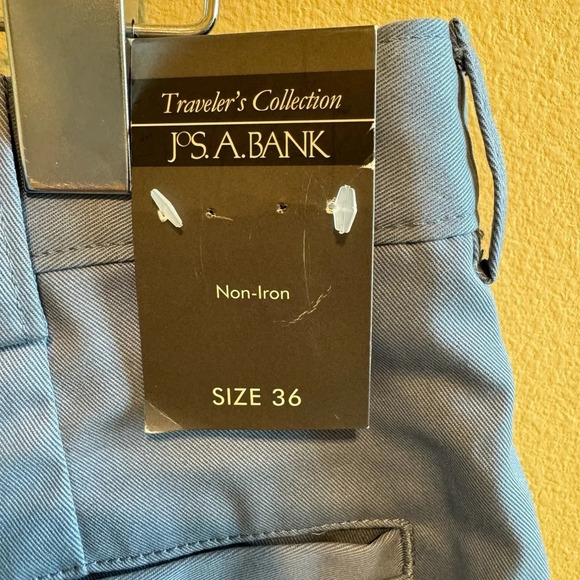 Traveler's Collection
JOS. A. BANK
Non-Iron
SIZE 36